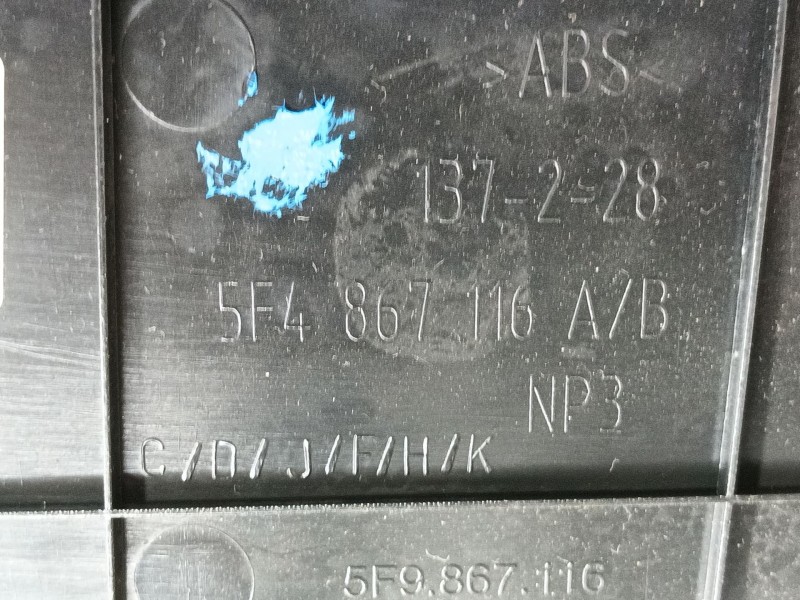 >ABS<
137-2-28
5F4 867 116 A/B
NP3
C/D/J/F/H/K
5F9.867.116